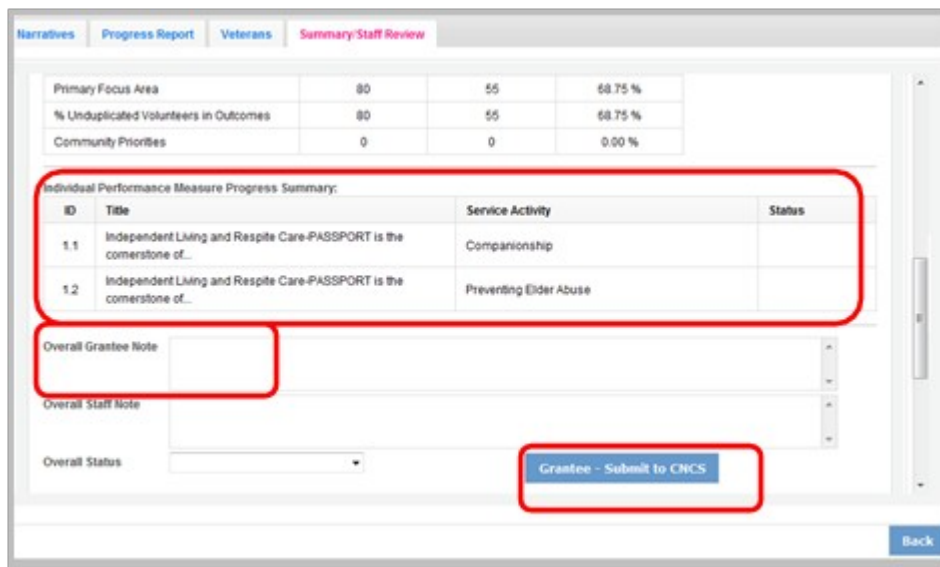 Narratives Progress Report Veterans Summary/Staff Review
Primary Focus Area 80 55 68.75 %
% Unduplicated Volunteers in Outcomes 80 55 68.75 %
Community Priorities 0 0 0.00 %
Individual Performance Measure Progress Summary:
ID Title Service Activity Status
1.1 Independent Living and Respite Care-PASSPORT is the
cornerstone of... Companionship
1.2 Independent Living and Respite Care-PASSPORT is the
cornerstone of... Preventing Elder Abuse
Overall Grantee Note
Overall Staff Note
Overall Status
Grantee - Submit to CNCS
Back